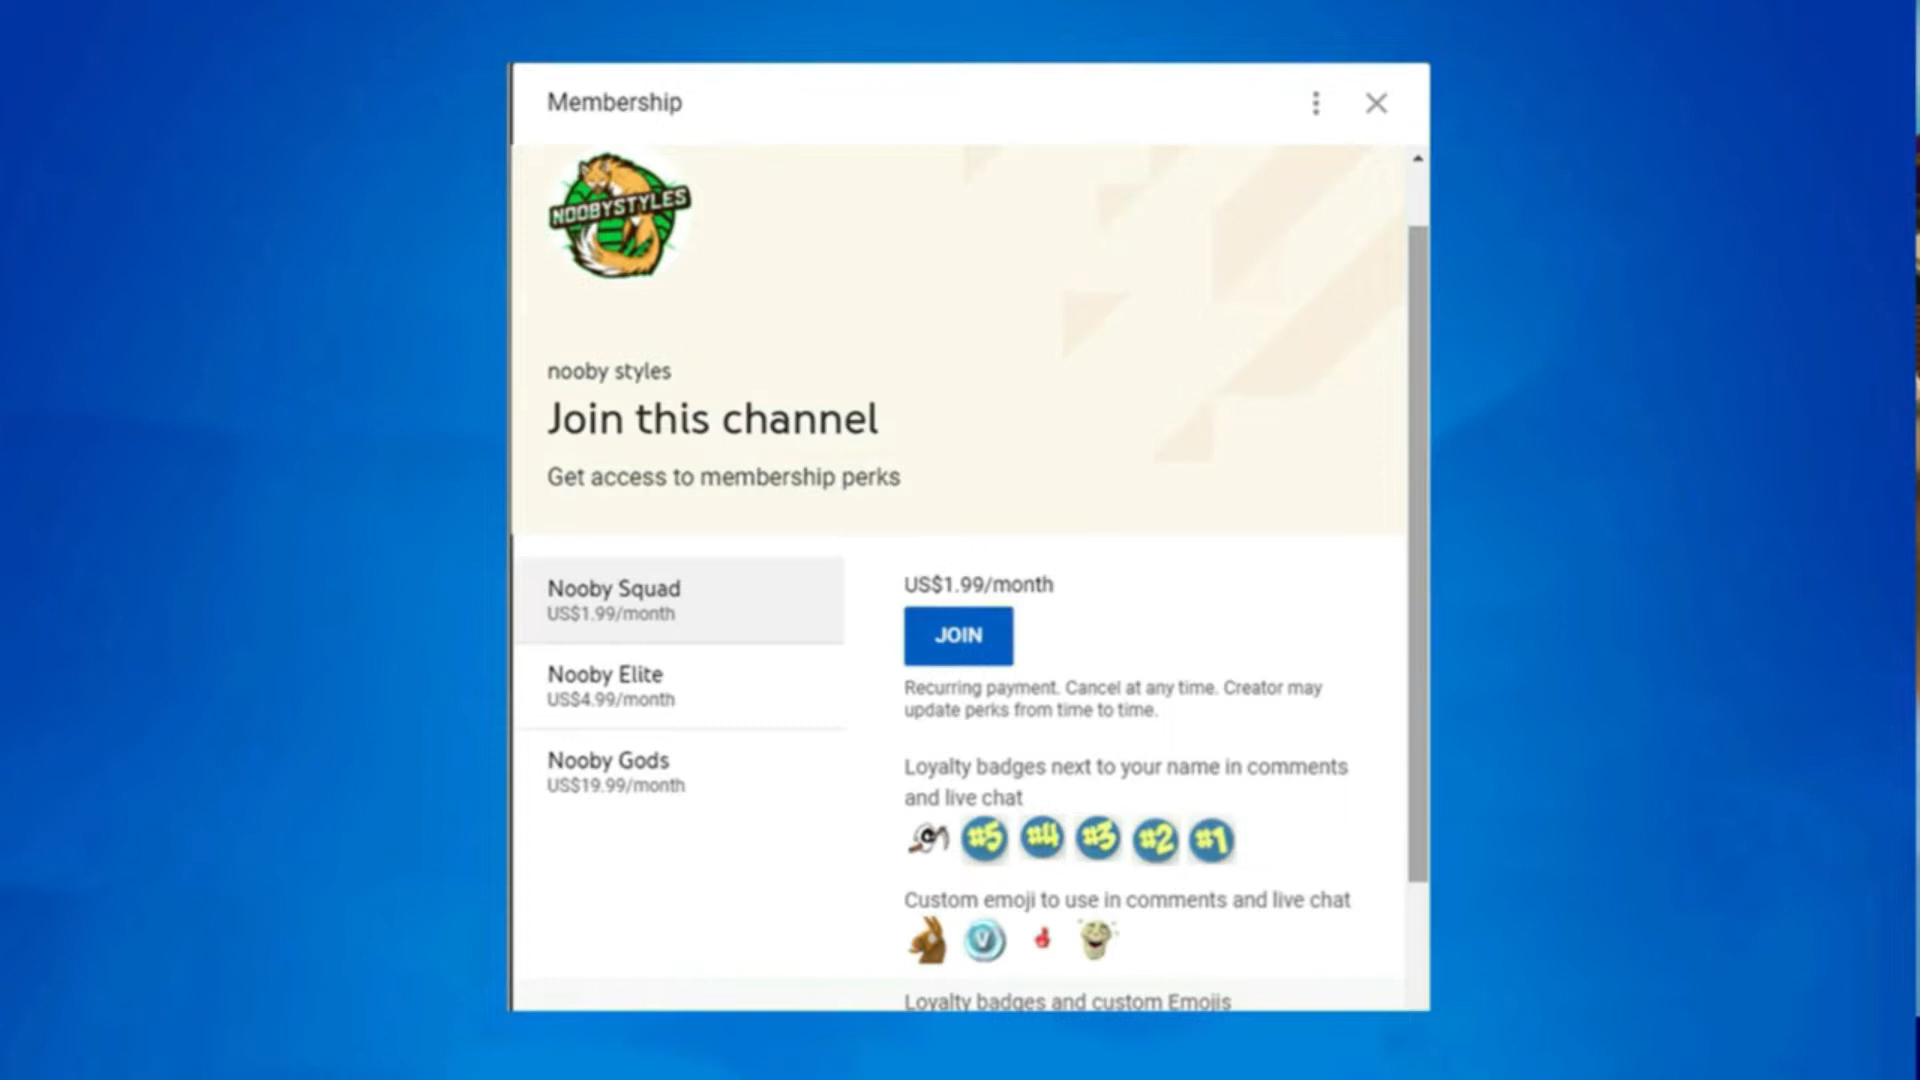 Membership
NOOBYSTYLES
nooby styles
Join this channel
Get access to membership perks
Nooby Squad
US$1.99/month
Nooby Elite
US$4.99/month
Nooby Gods
US$19.99/month
US$1.99/month
JOIN
Recurring payment. Cancel at any time. Creator may
update perks from time to time.
Loyalty badges next to your name in comments
and live chat
#5 #4 #3 #2 #1
Custom emoji to use in comments and live chat
V
Loyalty badges and custom Emojis